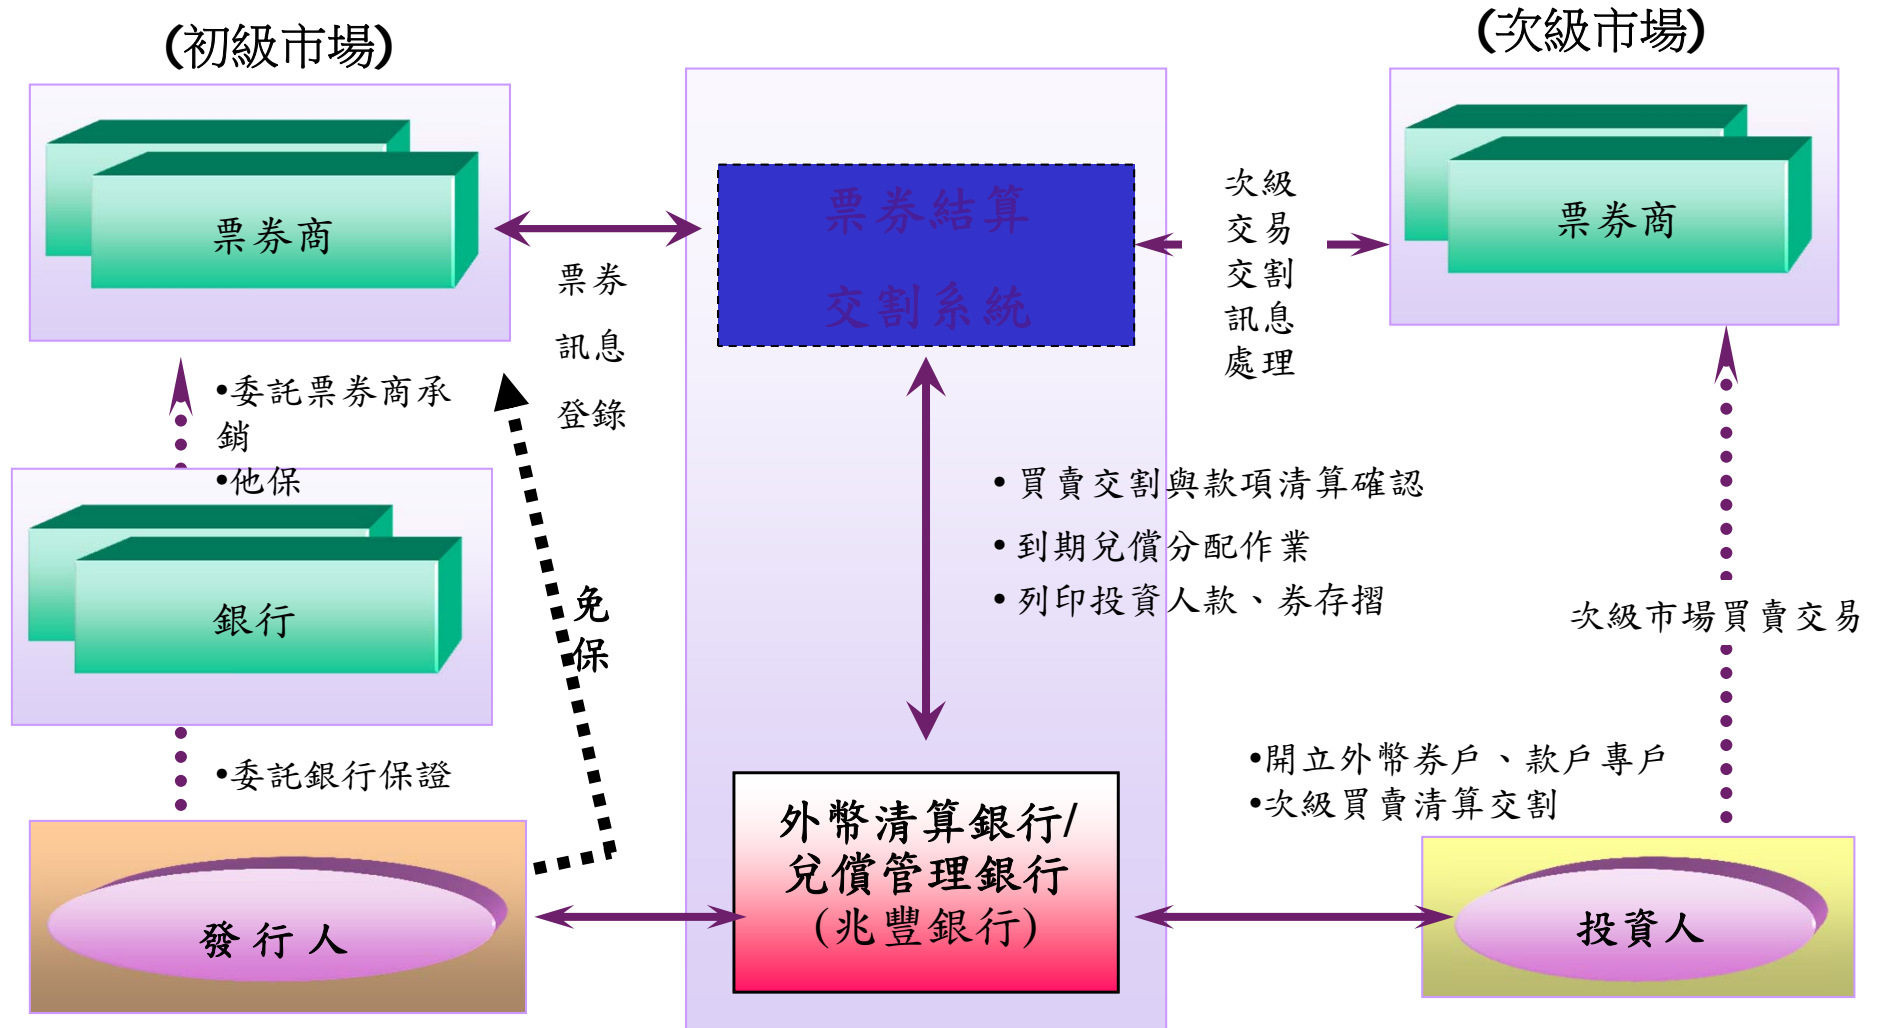 (初級市場)
(次級市場)
票券商
票券
訊息
登錄
票券結算
交割系統
次級
交易
交割
訊息
處理
票券商
•委託票券商承
銷
•他保
銀行
免
保
•買賣交割與款項清算確認
•到期兌償分配作業
•列印投資人款、券存摺
次級市場買賣交易
•委託銀行保證
•開立外幣券戶、款戶專戶
•次級買賣清算交割
發行人
外幣清算銀行/
兌償管理銀行
(兆豐銀行)
投資人